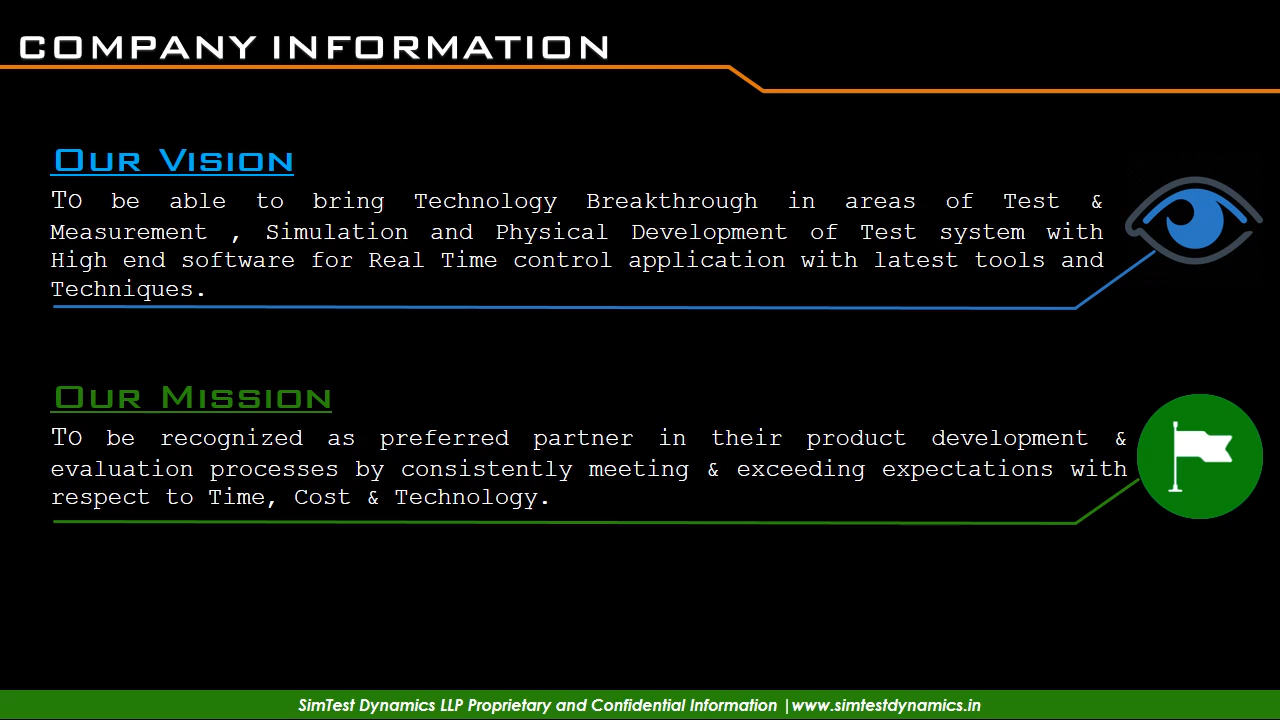 COMPANY INFORMATION
OUR VISION
TO be able to bring Technology Breakthrough in areas of Test &
Measurement , Simulation and Physical Development of Test system with
High end software for Real Time control application with latest tools and
Techniques.
OUR MISSION
TO be recognized as preferred partner in their product development &
evaluation processes by consistently meeting & exceeding expectations with
respect to Time, Cost & Technology.
SimTest Dynamics LLP Proprietary and Confidential Information |www.simtestdynamics.in